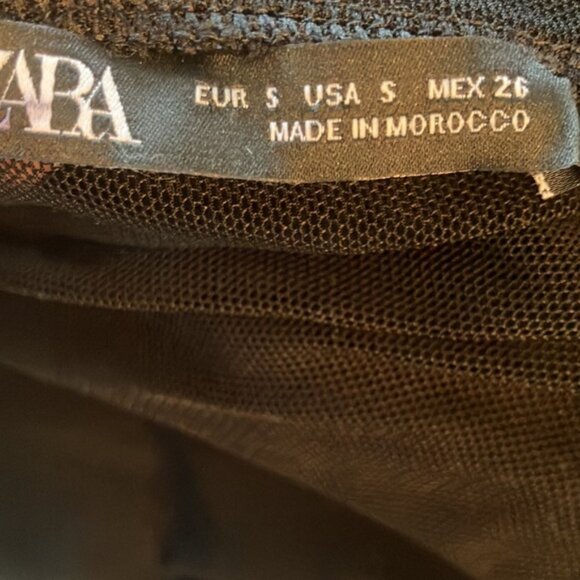 ZARA
EUR S USA S MEX 26
MADE IN MOROCCO